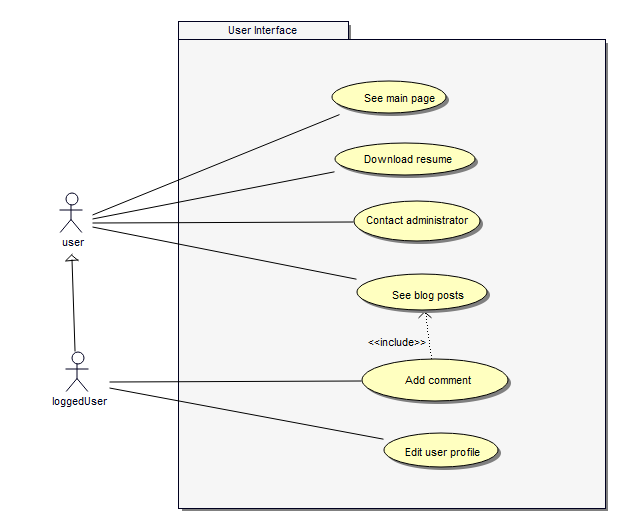 User Interface
See main page
Download resume
Contact administrator
user
See blog posts
<<include>>
Add comment
loggedUser
Edit user profile